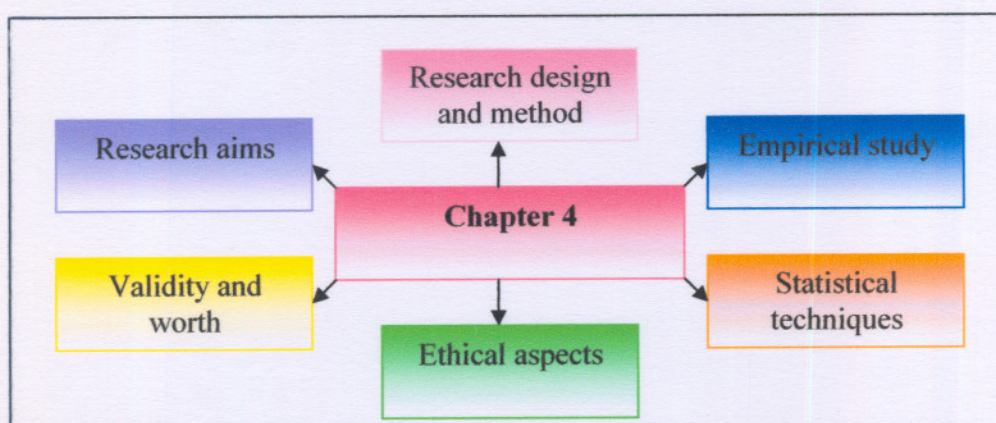 Research design
and method
Research aims
Empirical study
Chapter 4
Validity and
worth
Statistical
techniques
Ethical aspects